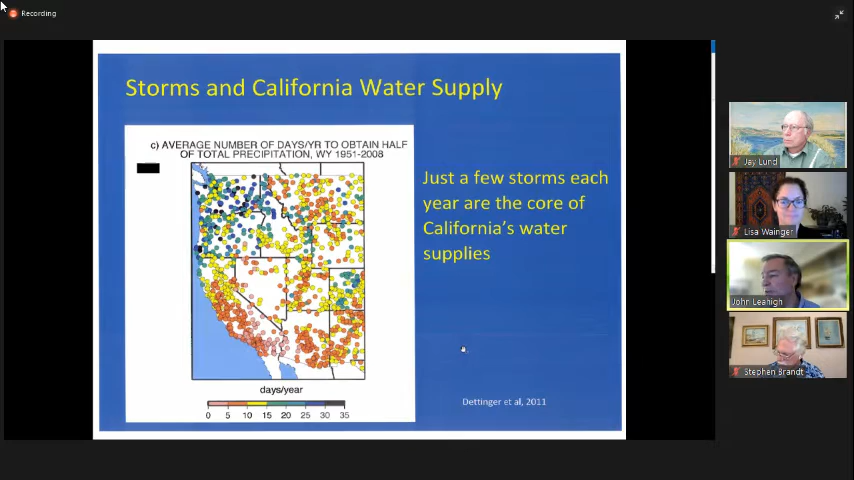 Recording
Storms and California Water Supply
c) AVERAGE NUMBER OF DAYS/YR TO OBTAIN HALF
OF TOTAL PRECIPITATION, WY 1951-2008
days/year
0 5 10 15 20 25 30 35
Just a few storms each
year are the core of
California's water
supplies
Dettinger et al, 2011
Jay Lund
Lisa Wainger
John Leahigh
Stephen Brandt